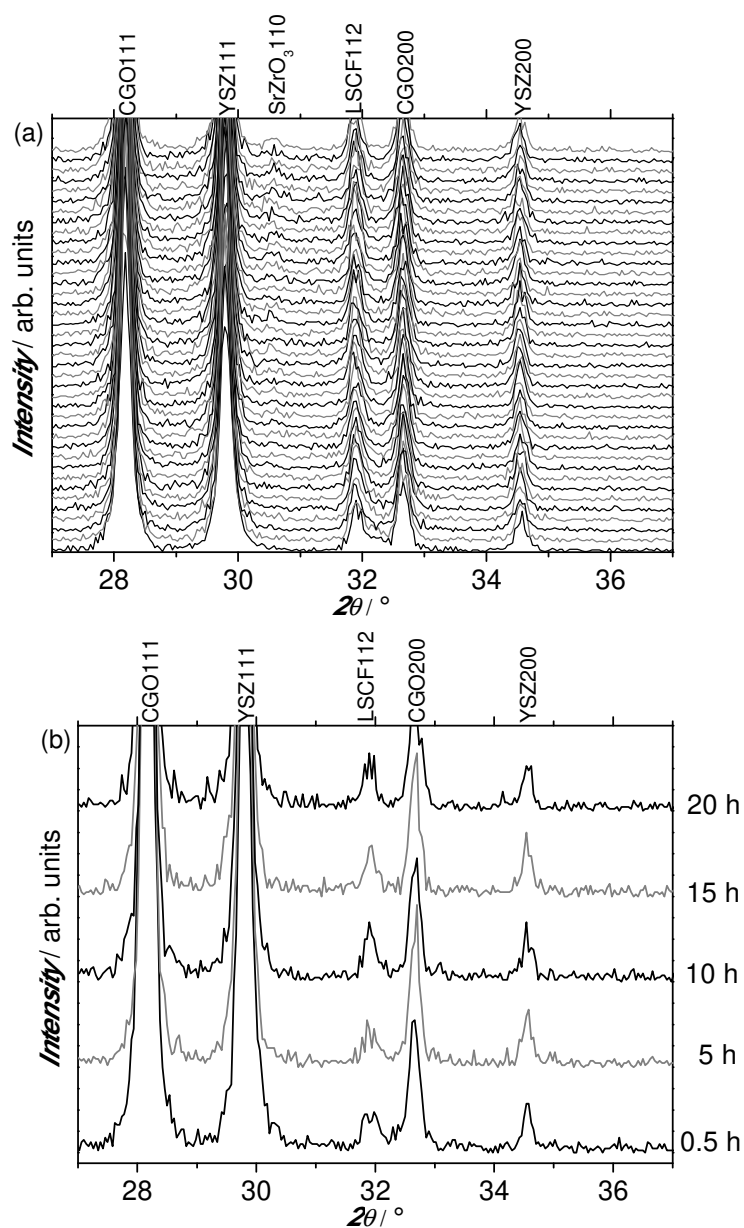 CGO111
YSZ111
SrZrO₃110
LSCF112
CGO200
YSZ200
(a)
Intensity / arb. units
28 30 32 34 36
2θ / °
CGO111
YSZ111
LSCF112
CGO200
YSZ200
(b)
Intensity / arb. units
20 h
15 h
10 h
5 h
0.5 h
28 30 32 34 36
2θ / °